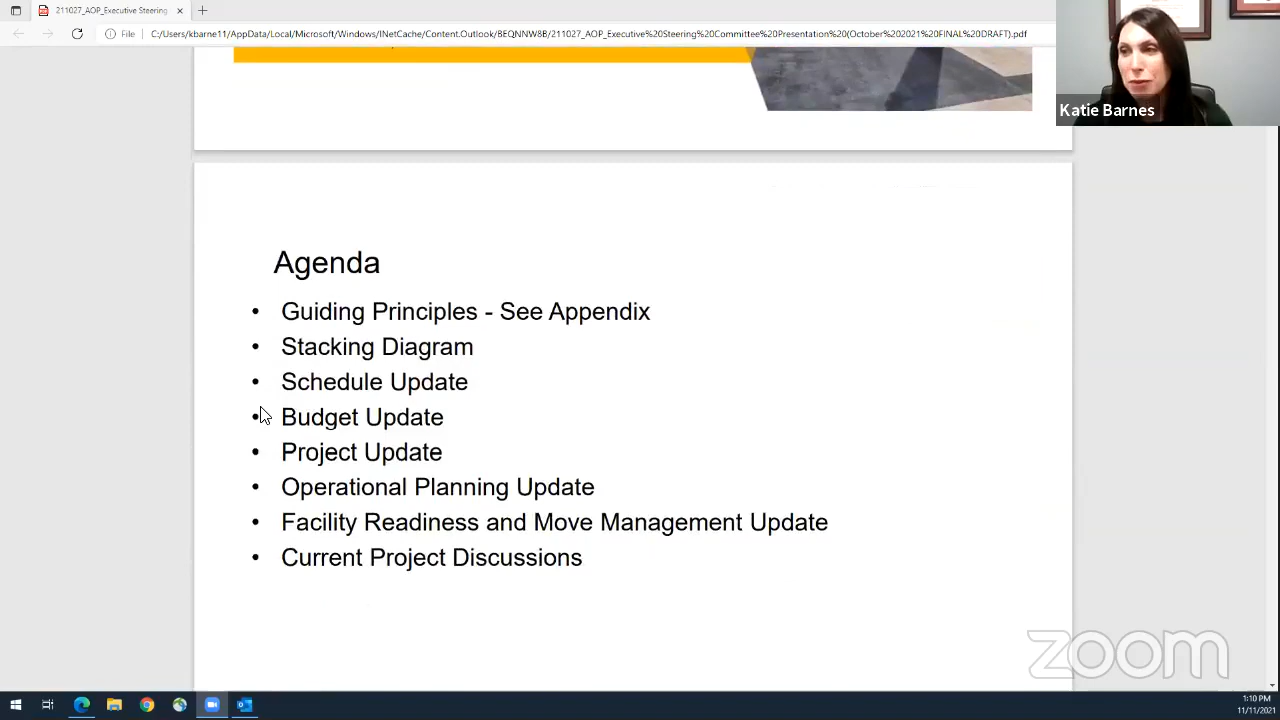 211027_AOP_Executive Steering
File
C:/Users/kbarne11/AppData/Local/Microsoft/Windows/INetCache/Content.Outlook/BEQNNW8B/211027_AOP_Executive%20Steering%20Committee%20Presentation%20(October%202021%20FINAL%20DRAFT).pdf
Katie Barnes
Agenda
• Guiding Principles - See Appendix
• Stacking Diagram
• Schedule Update
• Budget Update
• Project Update
• Operational Planning Update
• Facility Readiness and Move Management Update
• Current Project Discussions
zoom
1:10 PM
11/11/2021